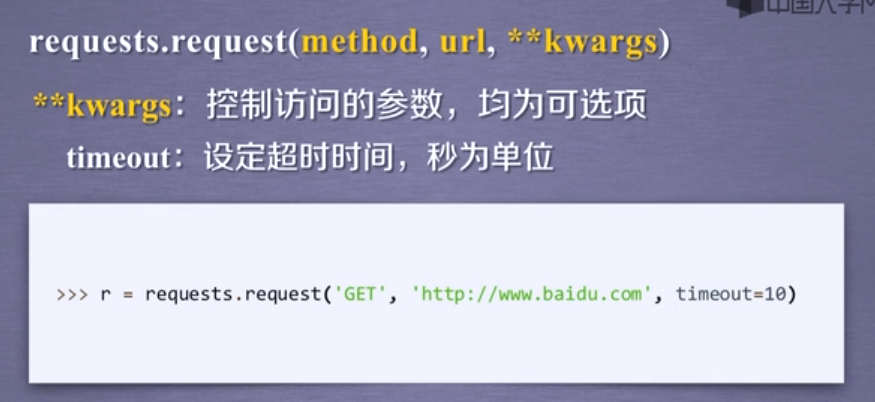 中国大学M
requests.request(method, url, **kwargs)
**kwargs：控制访问的参数，均为可选项
timeout：设定超时时间，秒为单位
>>> r = requests.request('GET', 'http://www.baidu.com', timeout=10)